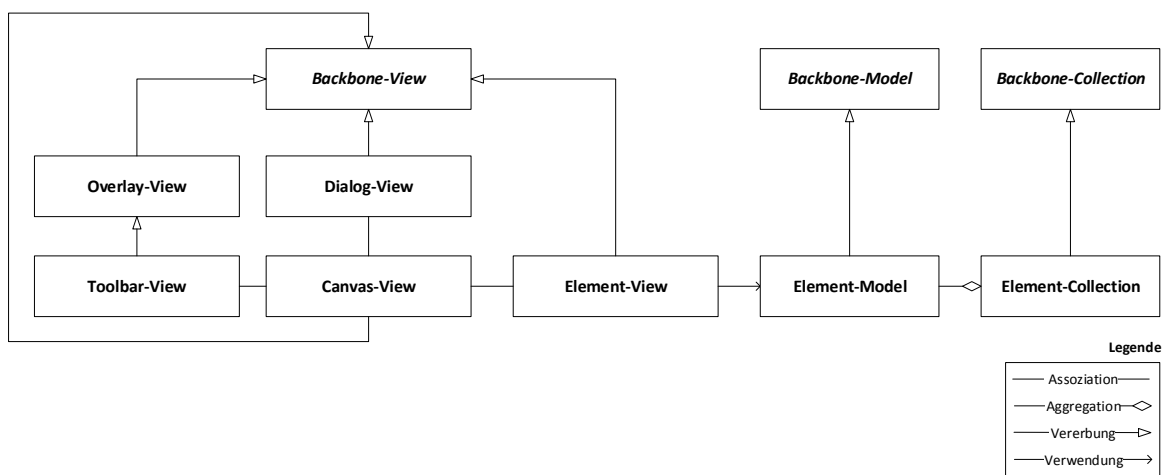 Backbone-View
Backbone-Model
Backbone-Collection
Overlay-View
Dialog-View
Toolbar-View
Canvas-View
Element-View
Element-Model
Element-Collection
Legende
Assoziation
Aggregation
Vererbung
Verwendung